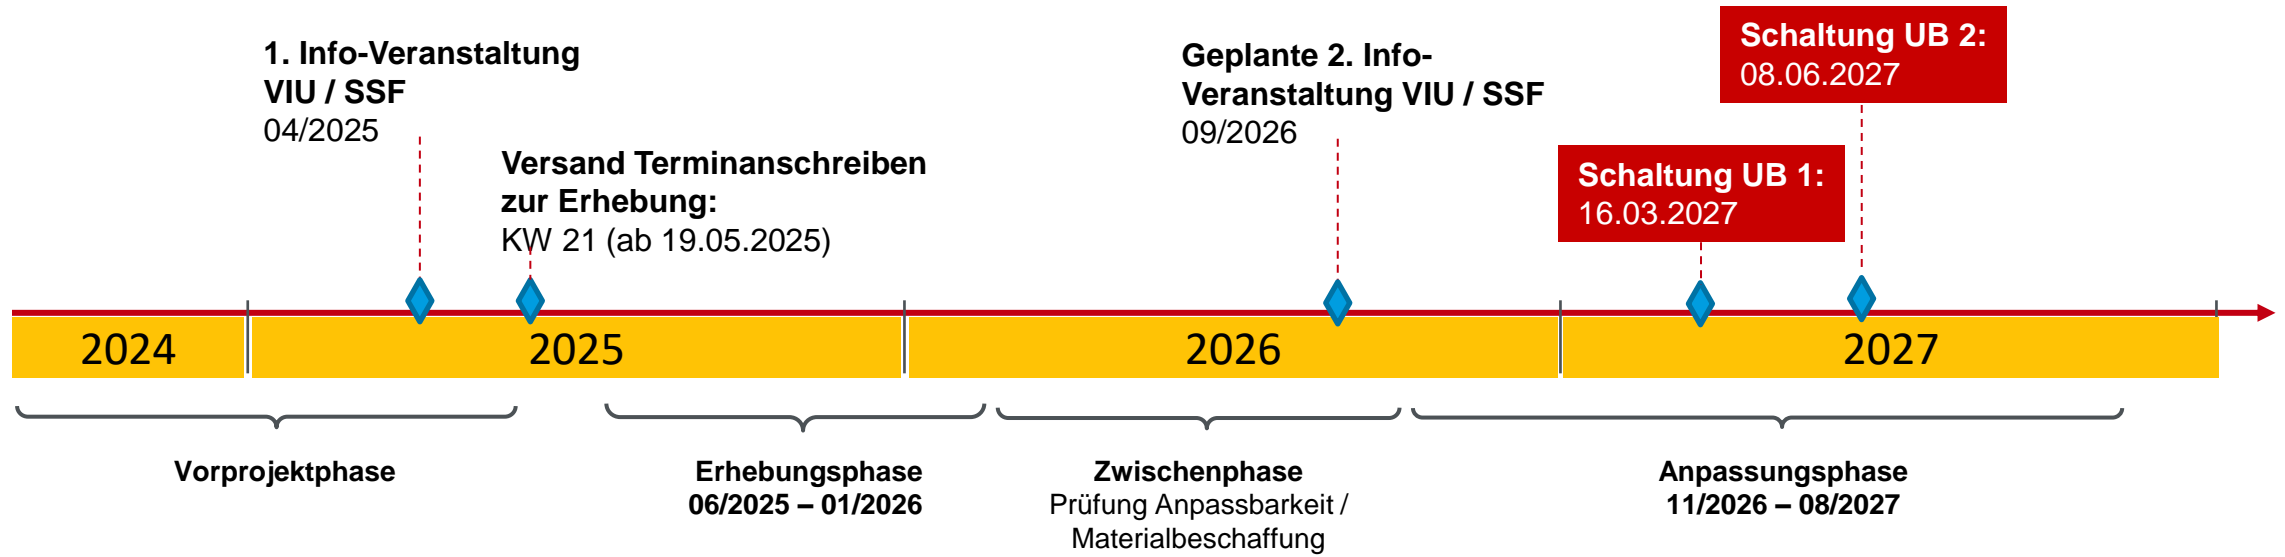 1. Info-Veranstaltung
VIU / SSF
04/2025
Versand Terminanschreiben
zur Erhebung:
KW 21 (ab 19.05.2025)
Geplante 2. Info-
Veranstaltung VIU / SSF
09/2026
Schaltung UB 1:
16.03.2027
Schaltung UB 2:
08.06.2027
2024
2025
2026
2027
Vorprojektphase
Erhebungsphase
06/2025 – 01/2026
Zwischenphase
Prüfung Anpassbarkeit /
Materialbeschaffung
Anpassungsphase
11/2026 – 08/2027